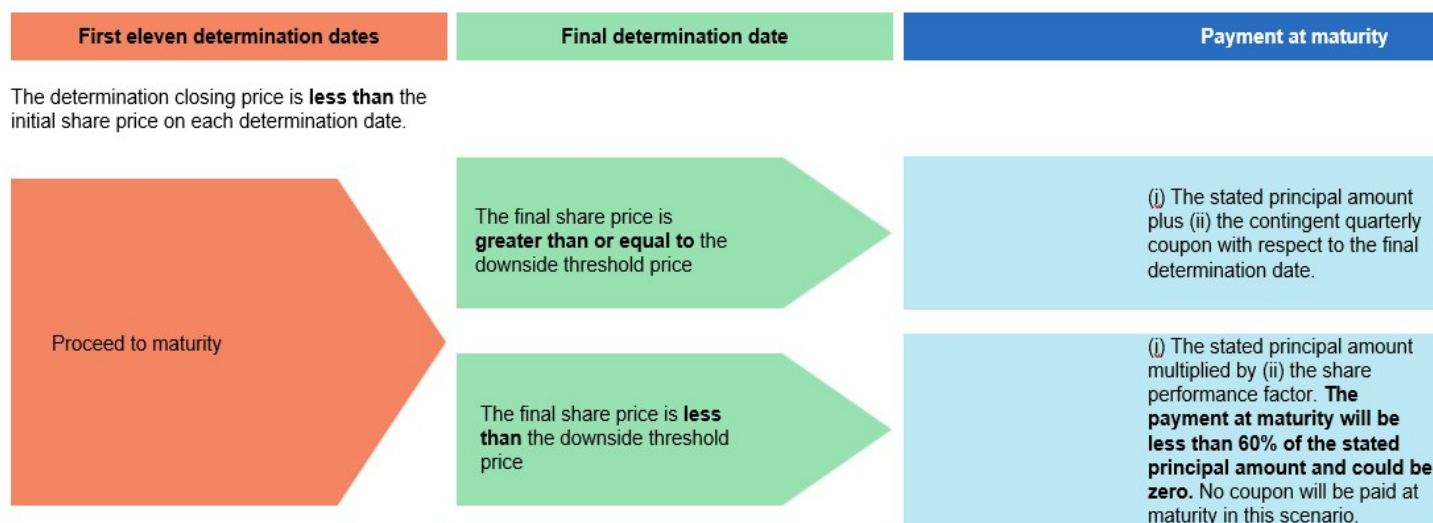 First eleven determination dates
Final determination date
Payment at maturity
The determination closing price is less than the
initial share price on each determination date.
Proceed to maturity
The final share price is
greater than or equal to the
downside threshold price
(i) The stated principal amount
plus (ii) the contingent quarterly
coupon with respect to the final
determination date.
The final share price is less
than the downside threshold
price
(i) The stated principal amount
multiplied by (ii) the share
performance factor. The
payment at maturity will be
less than 60% of the stated
principal amount and could be
zero. No coupon will be paid at
maturity in this scenario.